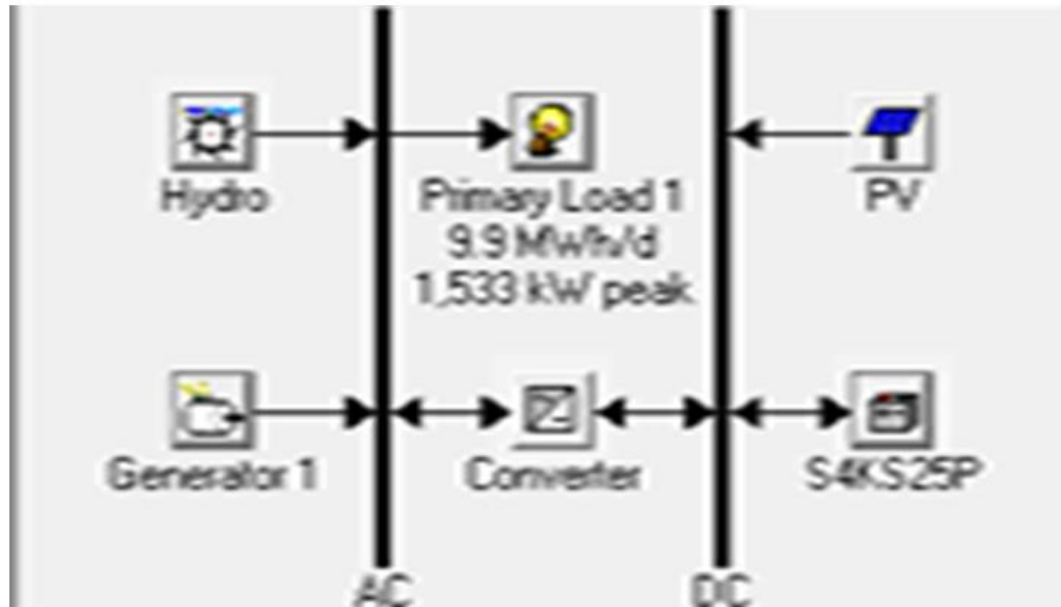 Hydro
Primary Load 1
9.9 MWh/d
1,533 kW peak
PV
Generator 1
Converter
S4KS25P
AC
DC